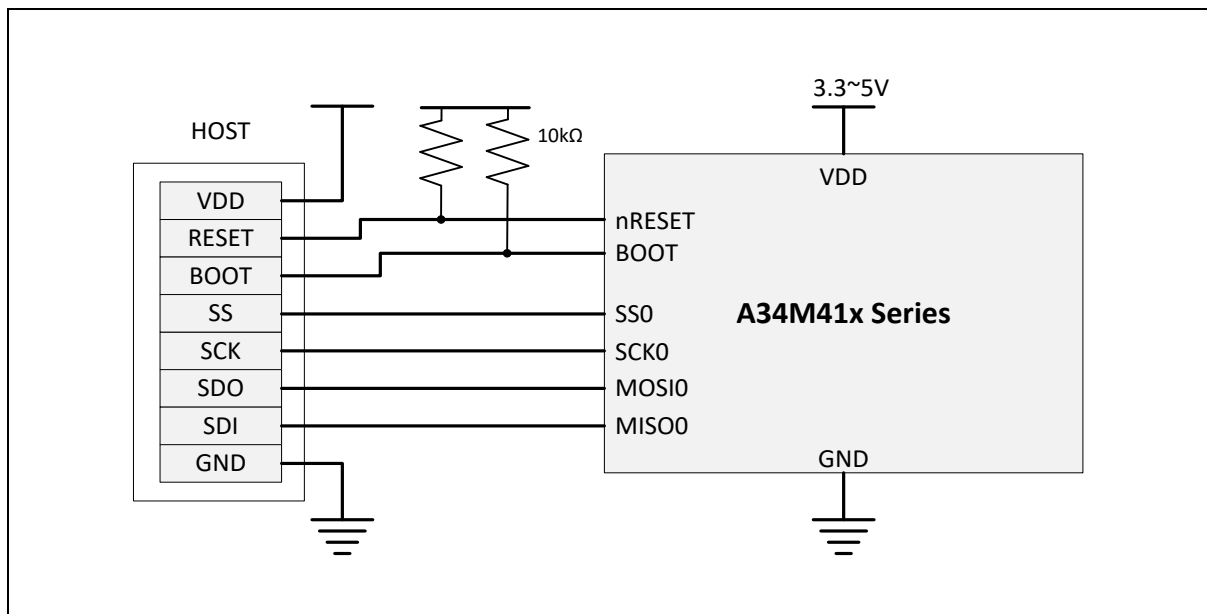 3.3~5V
HOST
10kΩ
VDD
RESET
BOOT
SS
SCK
SDO
SDI
GND
VDD
nRESET
BOOT
SS0
SCK0
MOSI0
MISO0
A34M41x Series
GND